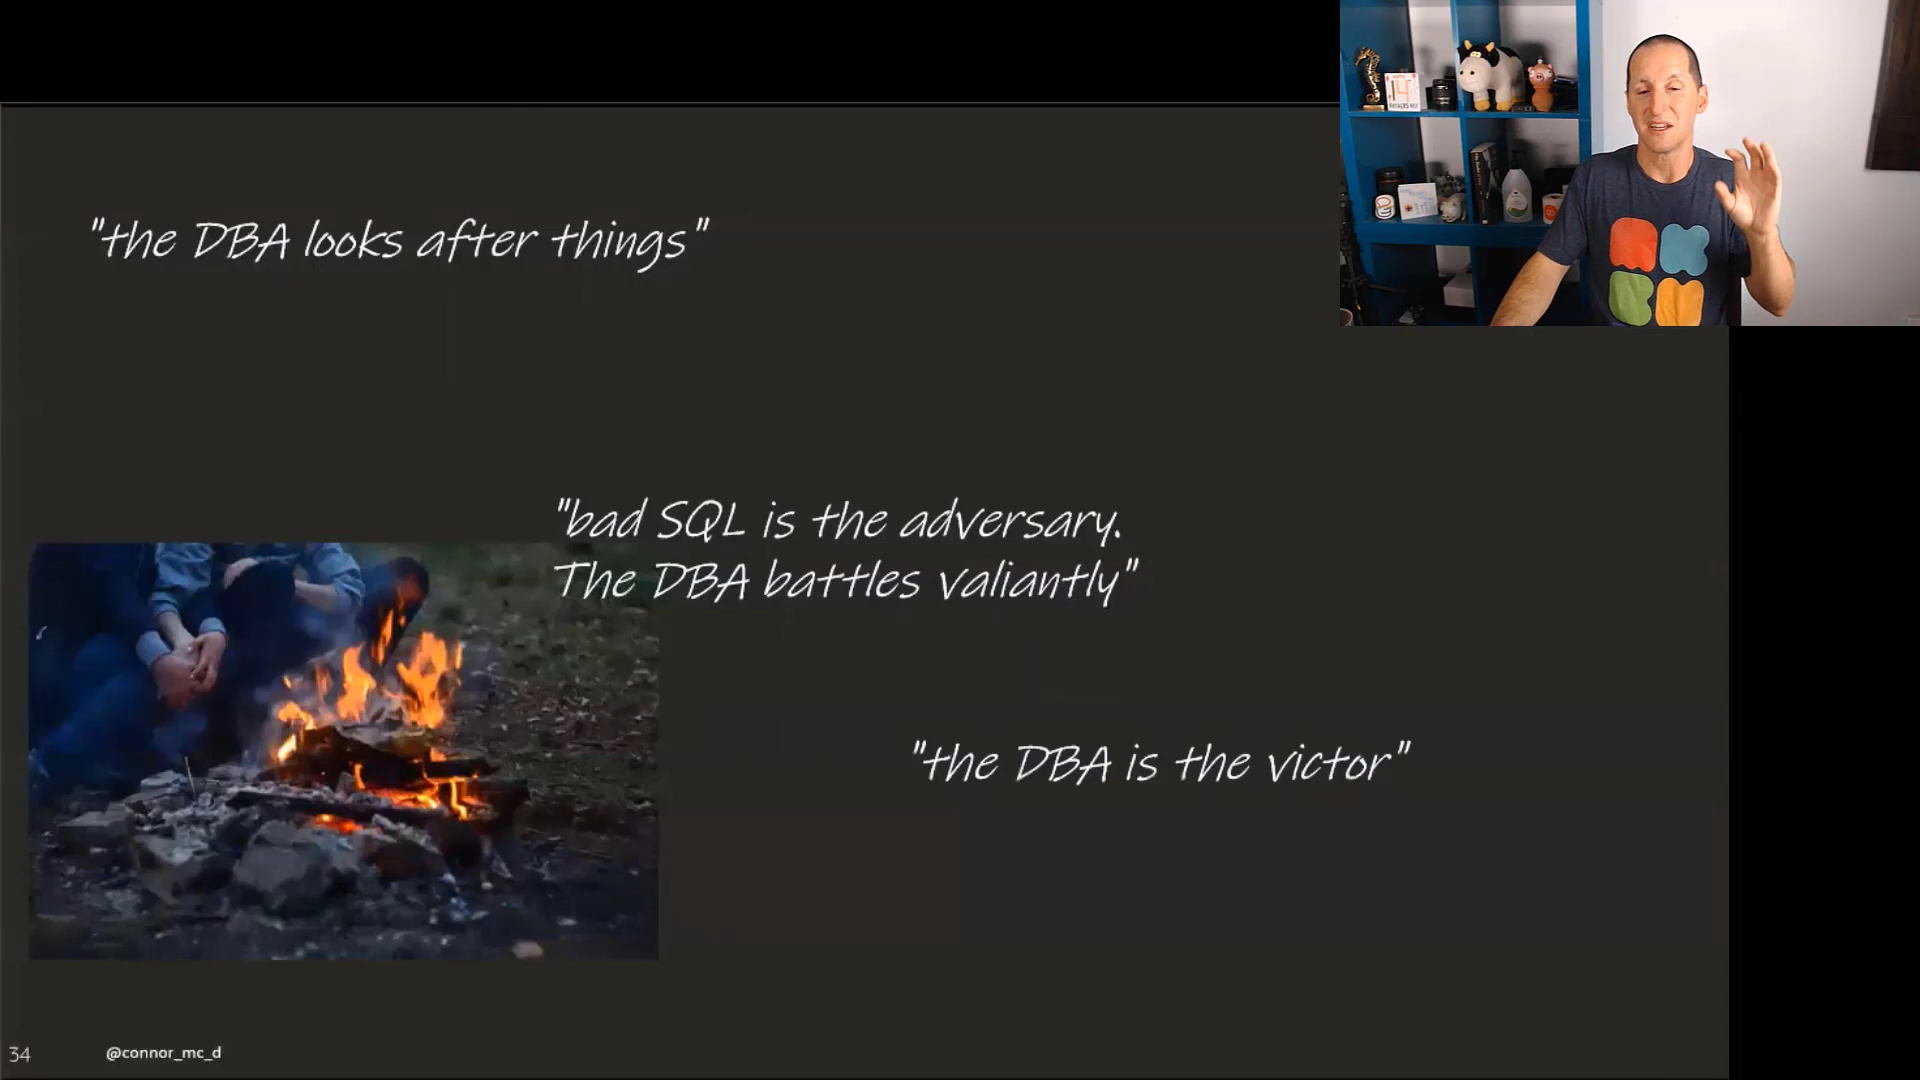 "the DBA looks after things"
"bad SQL is the adversary.
The DBA battles valiantly"
"the DBA is the victor"
34
@connor_mc_d